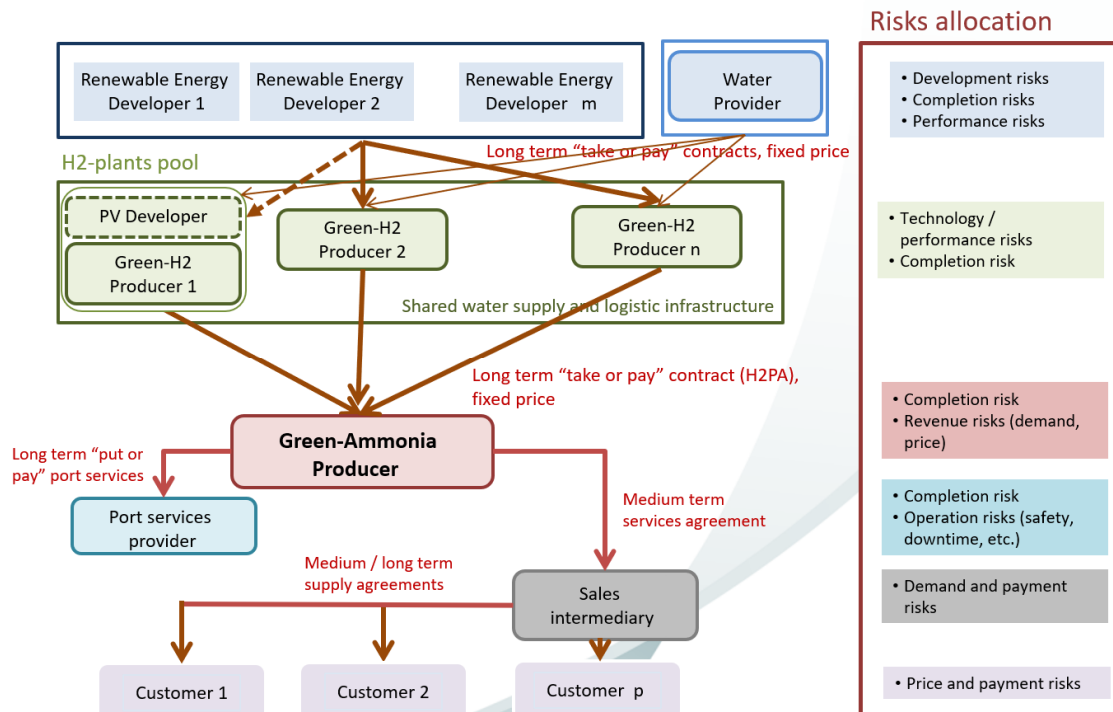 Risks allocation
Renewable Energy
Developer 1
Renewable Energy
Developer 2
Renewable Energy
Developer m
Water
Provider
• Development risks
• Completion risks
• Performance risks
H2-plants pool
Long term “take or pay” contracts, fixed price
PV Developer
Green-H2
Producer 1
Green-H2
Producer 2
Green-H2
Producer n
• Technology /
performance risks
• Completion risk
Shared water supply and logistic infrastructure
Long term “take or pay” contract (H2PA),
fixed price
Green-Ammonia
Producer
• Completion risk
• Revenue risks (demand,
price)
Long term “put or
pay” port services
Port services
provider
Medium term
services agreement
• Completion risk
• Operation risks (safety,
downtime, etc.)
Medium / long term
supply agreements
Sales
intermediary
• Demand and payment
risks
Customer 1
Customer 2
Customer p
• Price and payment risks